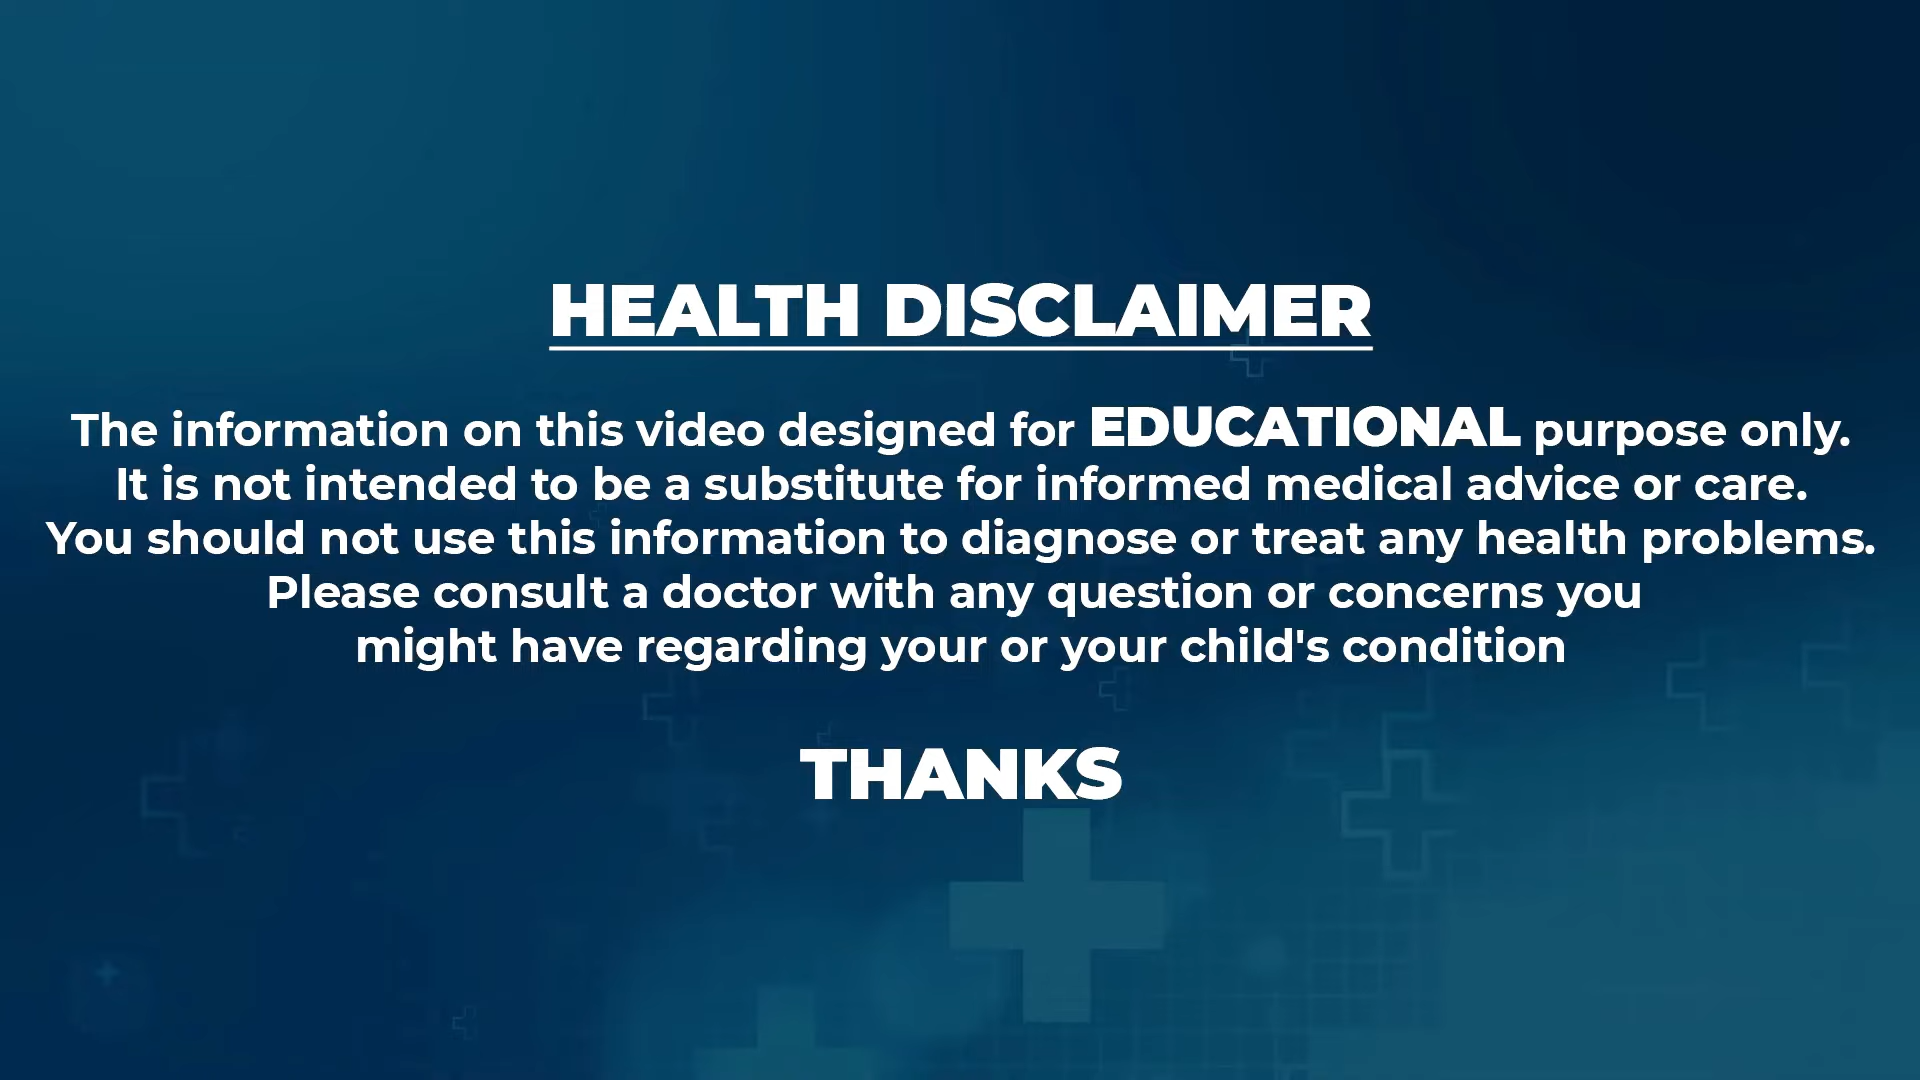 HEALTH DISCLAIMER
The information on this video designed for EDUCATIONAL purpose only.
It is not intended to be a substitute for informed medical advice or care.
You should not use this information to diagnose or treat any health problems.
Please consult a doctor with any question or concerns you
might have regarding your or your child's condition
THANKS